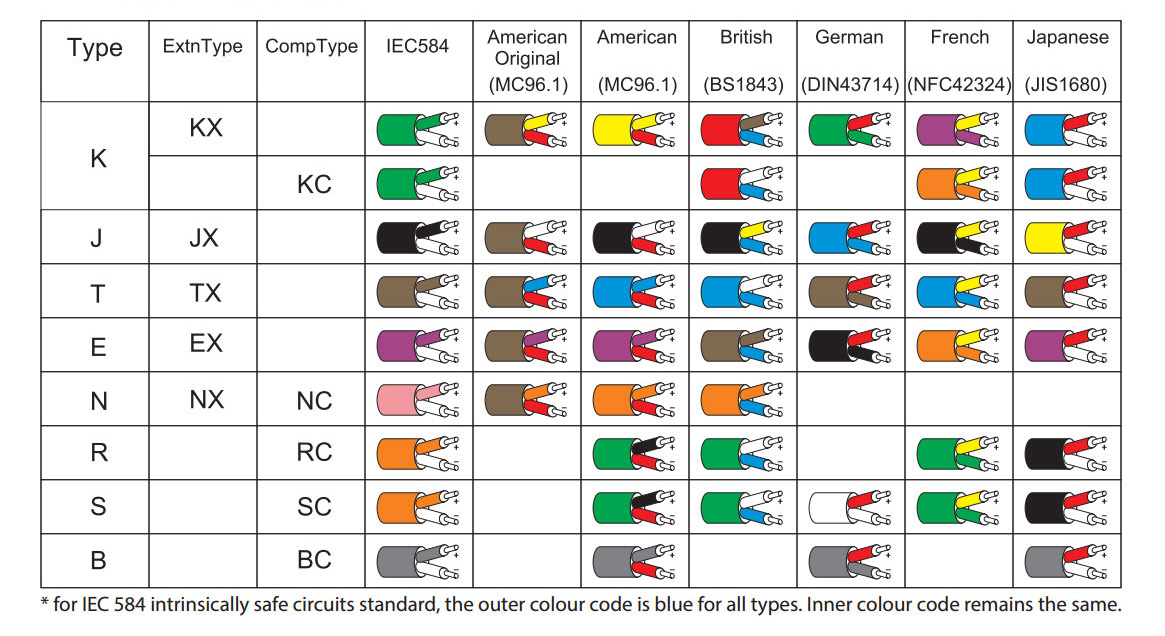 Type ExtnType CompType IEC584 American Original (MC96.1) American (MC96.1) British (BS1843) German (DIN43714) French (NFC42324) Japanese (JIS1680)
K KX + − + − + − + − + − + − + −
KC + − + − + − + −
J JX + − + − + − + − + − + − + −
T TX + − + − + − + − + − + − + −
E EX + − + − + − + − + − + − + −
N NX NC + − + − + − + −
R RC + − + − + − + − + −
S SC + − + − + − + − + − + −
B BC + − + − + − + −
* for IEC 584 intrinsically safe circuits standard, the outer colour code is blue for all types. Inner colour code remains the same.